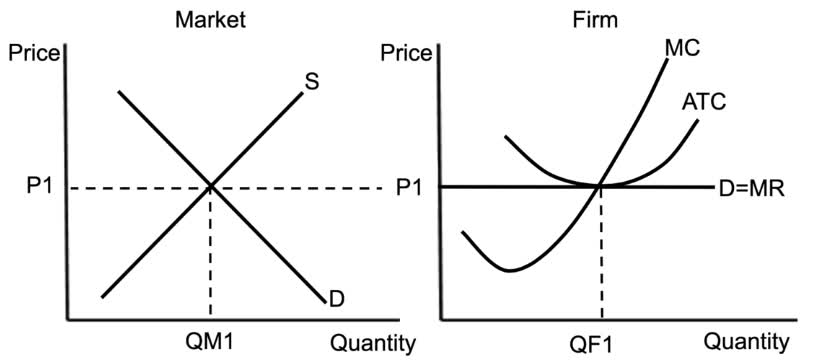 Market
Price
S
P1
D
QM1
Quantity
Firm
Price
MC
ATC
P1
D=MR
QF1
Quantity